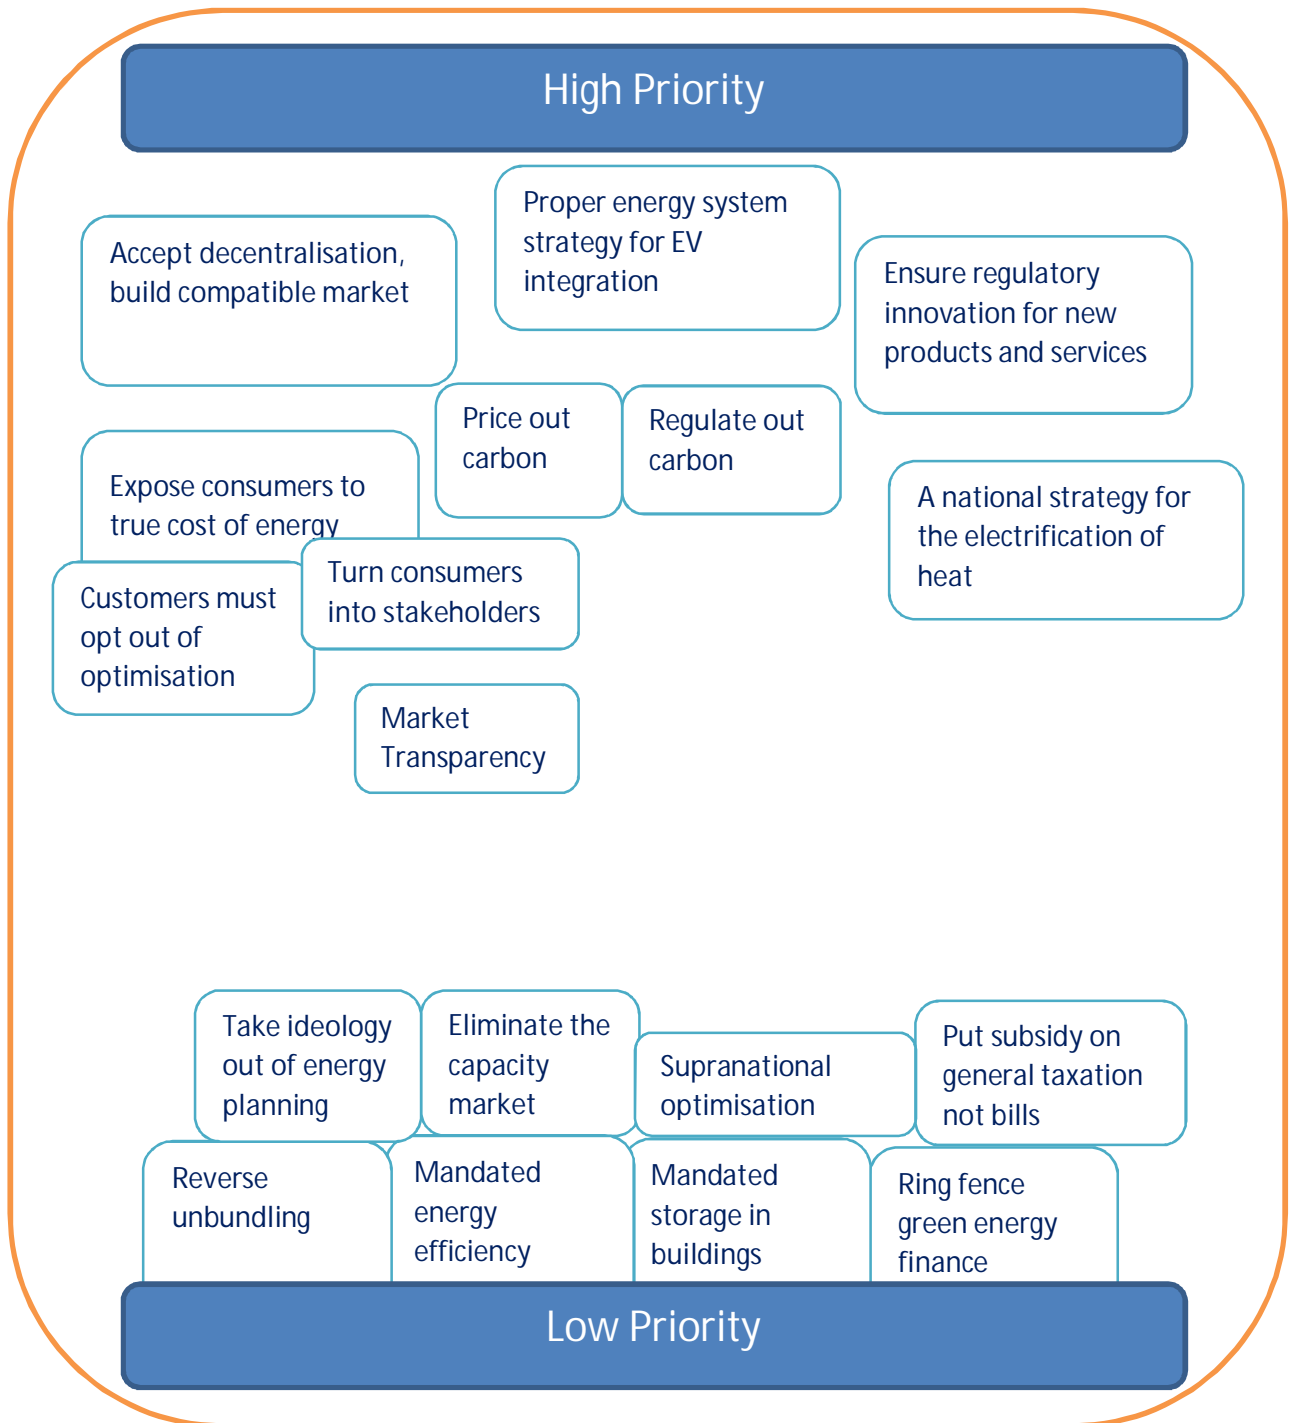 High Priority
Proper energy system
strategy for EV
integration
Accept decentralisation,
build compatible market
Ensure regulatory
innovation for new
products and services
Price out
carbon
Regulate out
carbon
Expose consumers to
true cost of energy
A national strategy for
the electrification of
heat
Turn consumers
into stakeholders
Customers must
opt out of
optimisation
Market
Transparency
Take ideology
out of energy
planning
Eliminate the
capacity
market
Supranational
optimisation
Put subsidy on
general taxation
not bills
Reverse
unbundling
Mandated
energy
efficiency
Mandated
storage in
buildings
Ring fence
green energy
finance
Low Priority